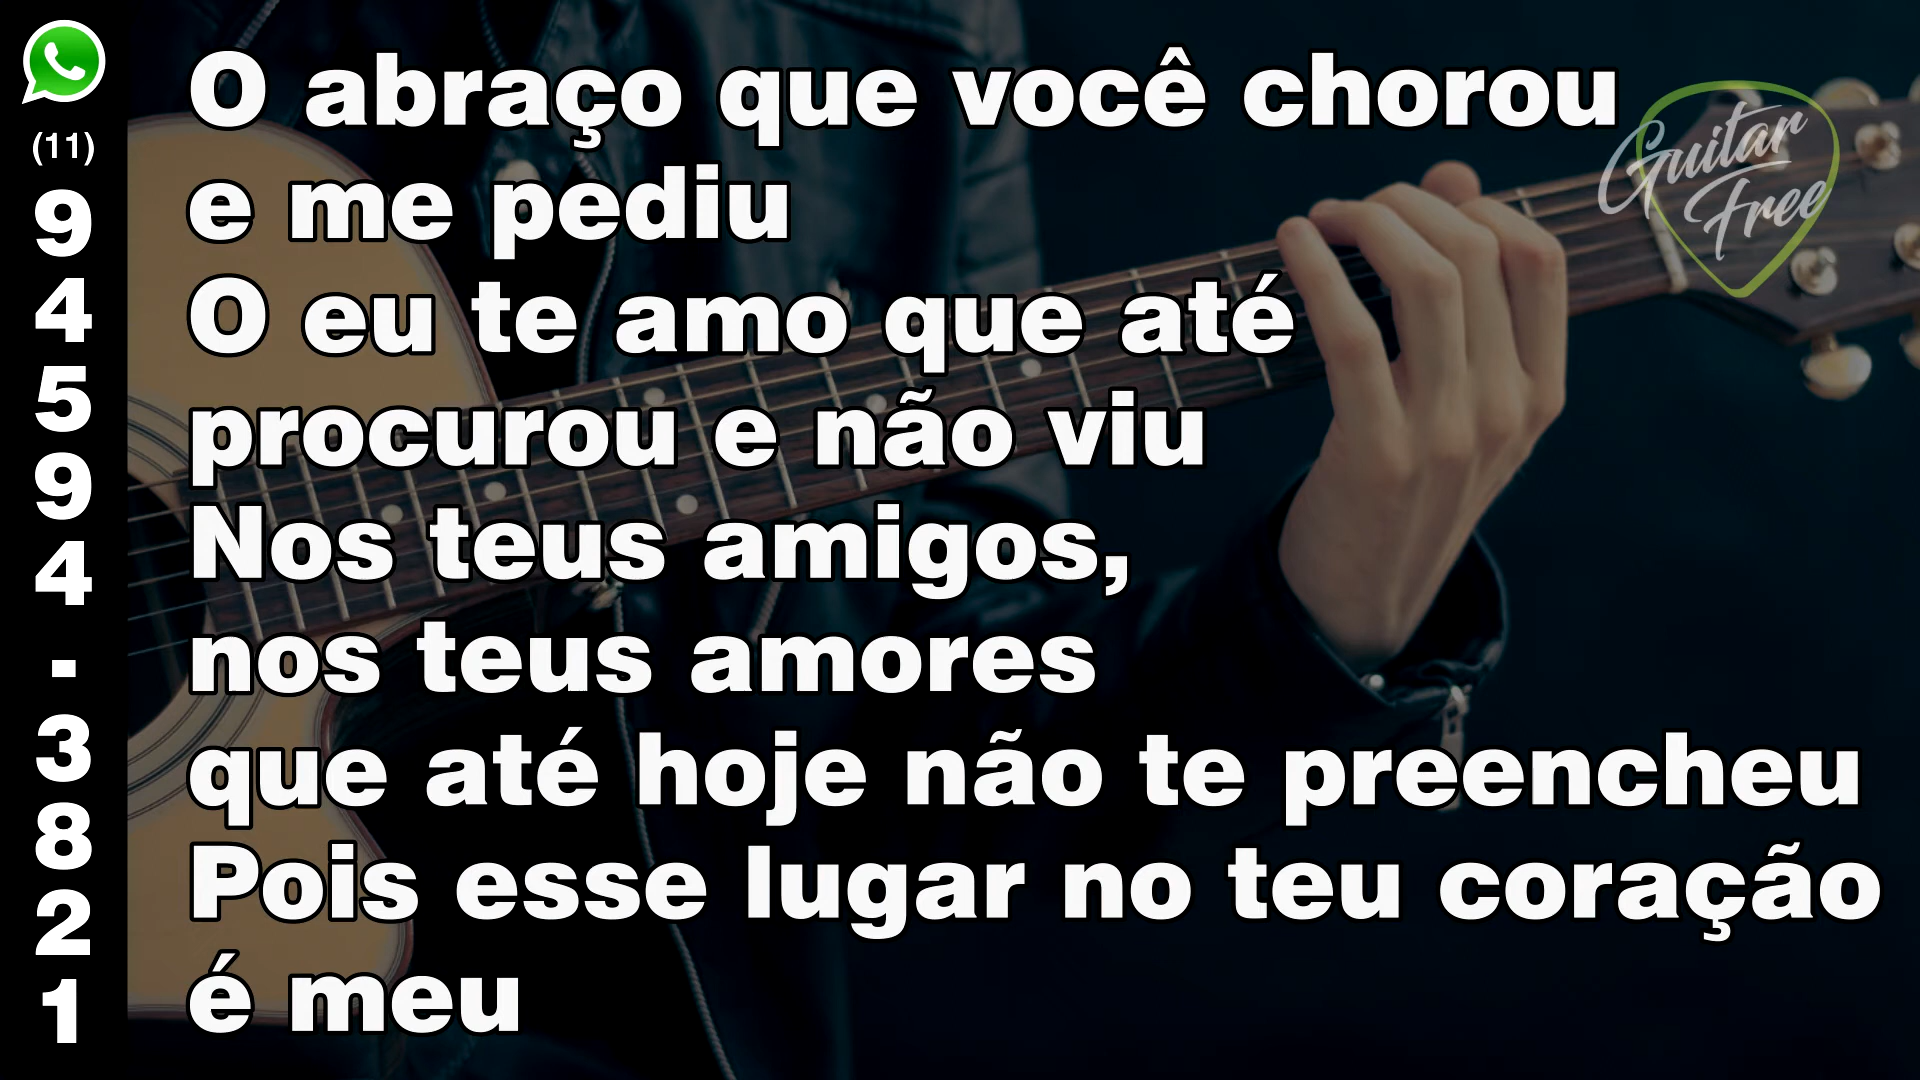 (11)
9
4
5
9
4
-
3
8
2
1
O abraço que você chorou
e me pediu
O eu te amo que até
procurou e não viu
Nos teus amigos,
nos teus amores
que até hoje não te preencheu
Pois esse lugar no teu coração
é meu
Guitar
Free